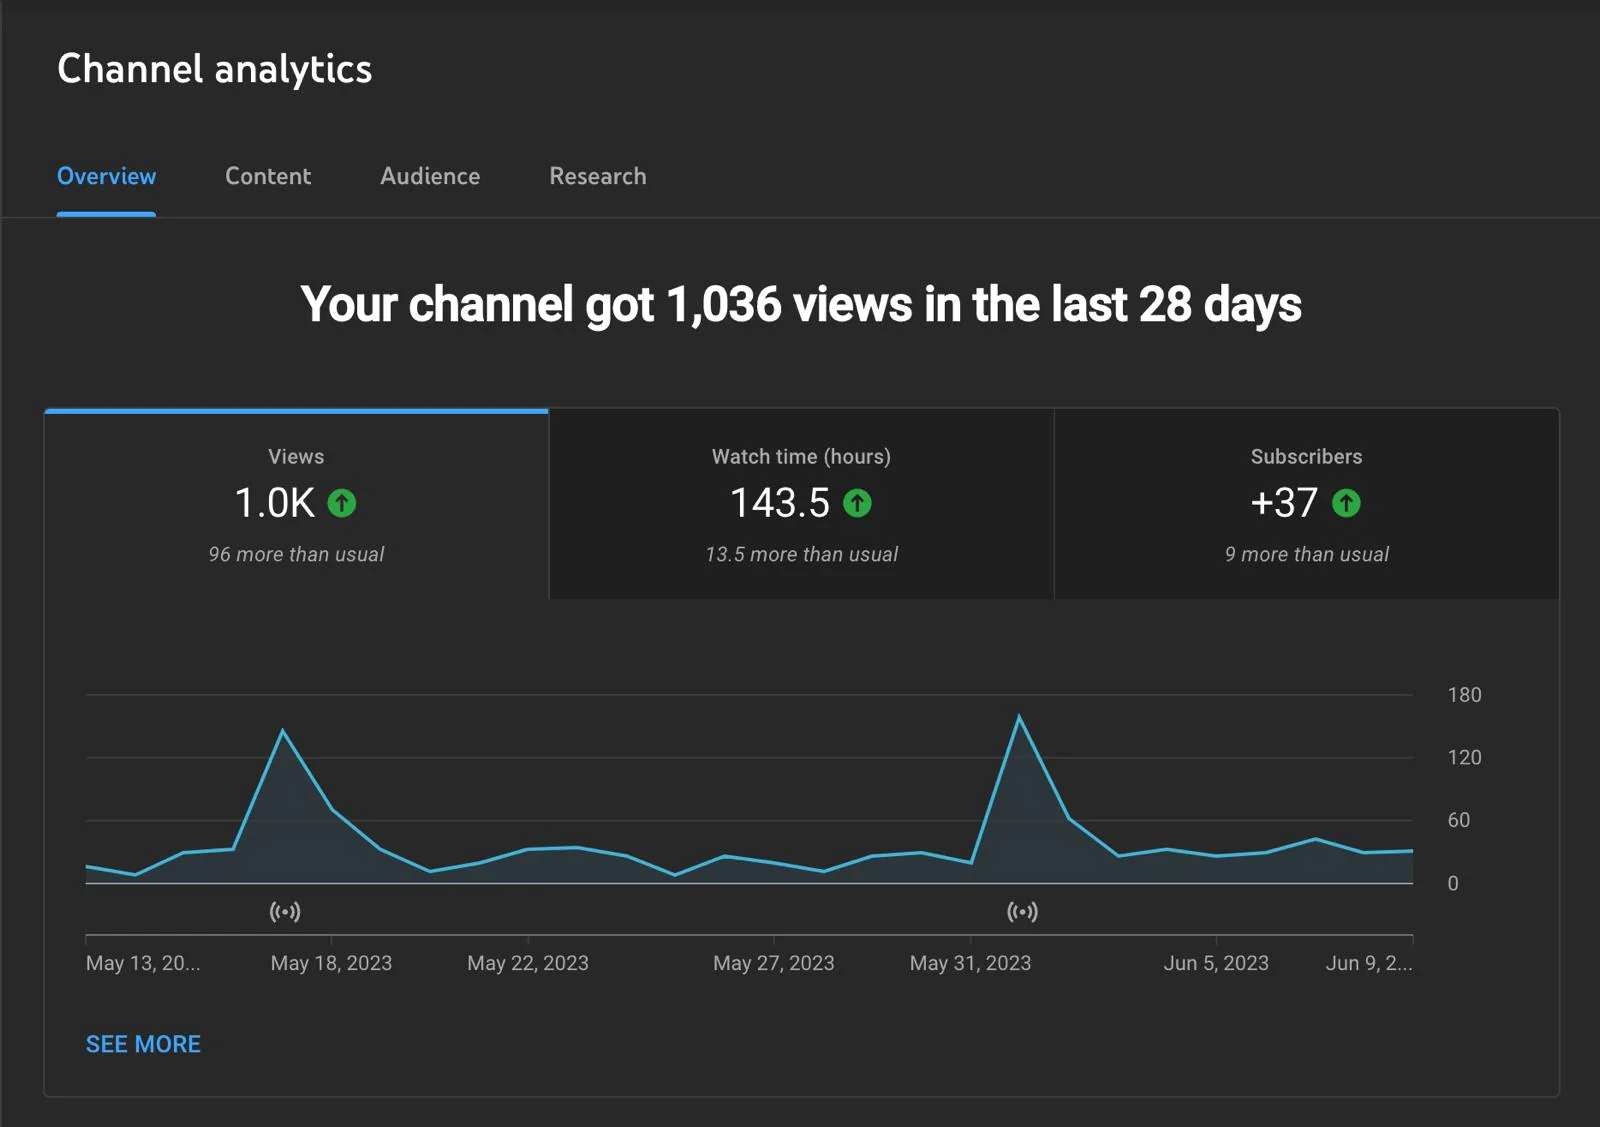 Channel analytics
Overview Content Audience Research
Your channel got 1,036 views in the last 28 days
Views
1.0K
96 more than usual
Watch time (hours)
143.5
13.5 more than usual
Subscribers
+37
9 more than usual
180
120
60
0
May 13, 20... May 18, 2023 May 22, 2023 May 27, 2023 May 31, 2023 Jun 5, 2023 Jun 9, 2...
SEE MORE